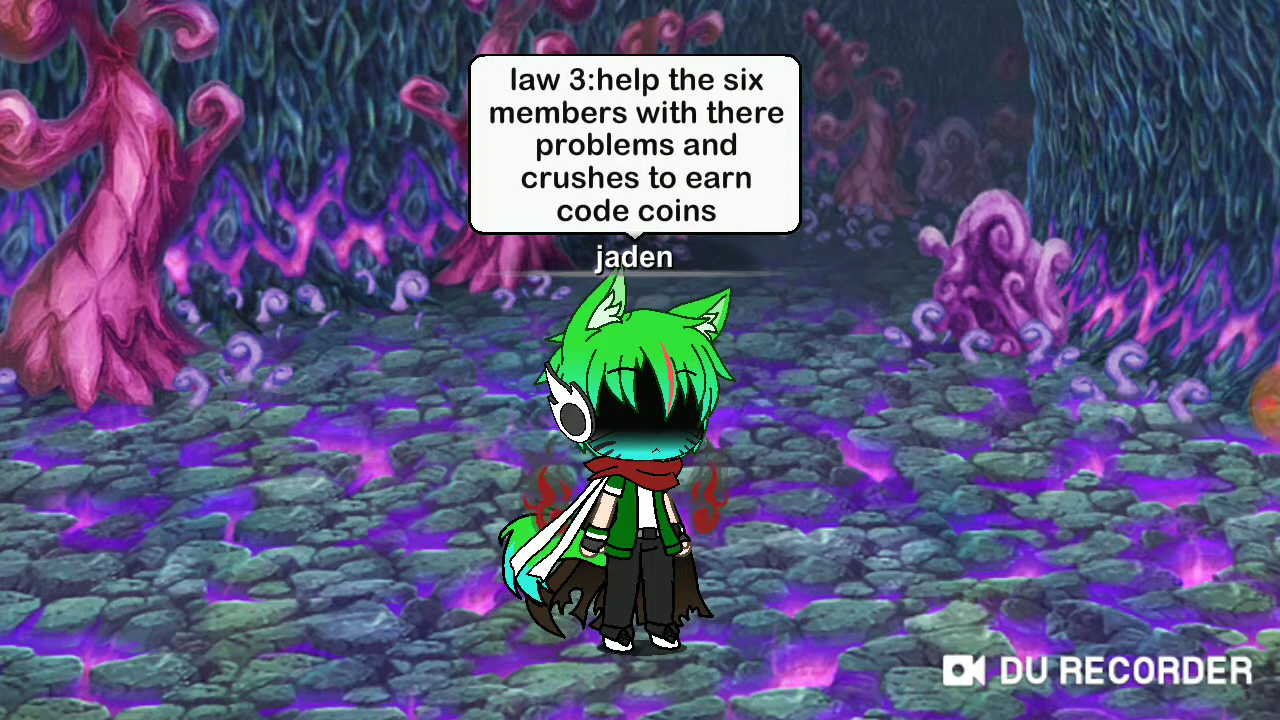 law 3:help the six
members with there
problems and
crushes to earn
code coins
jaden
DU RECORDER